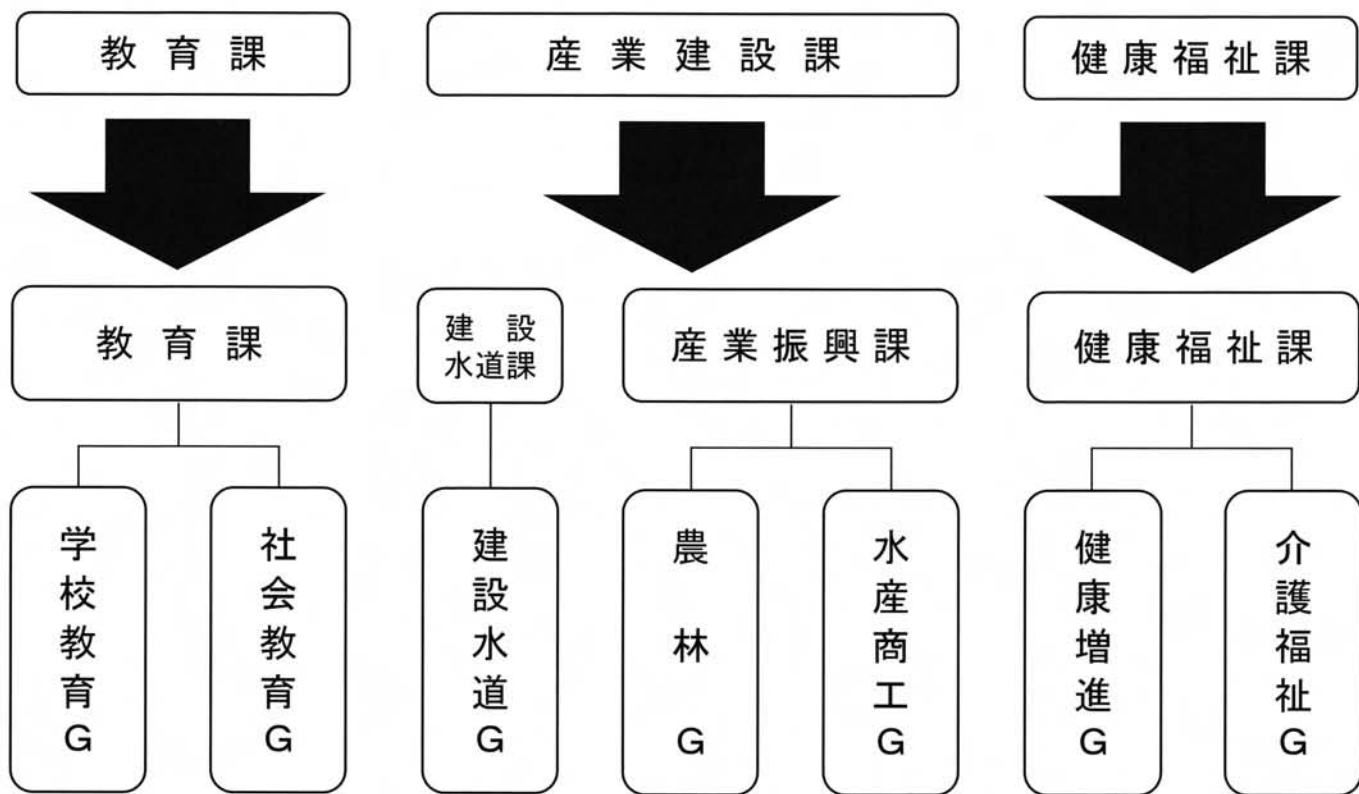 教育課
産業建設課
健康福祉課
教育課
建設
水道課
産業振興課
健康福祉課
学校教育G
社会教育G
建設水道G
農林G
水産商工G
健康増進G
介護福祉G